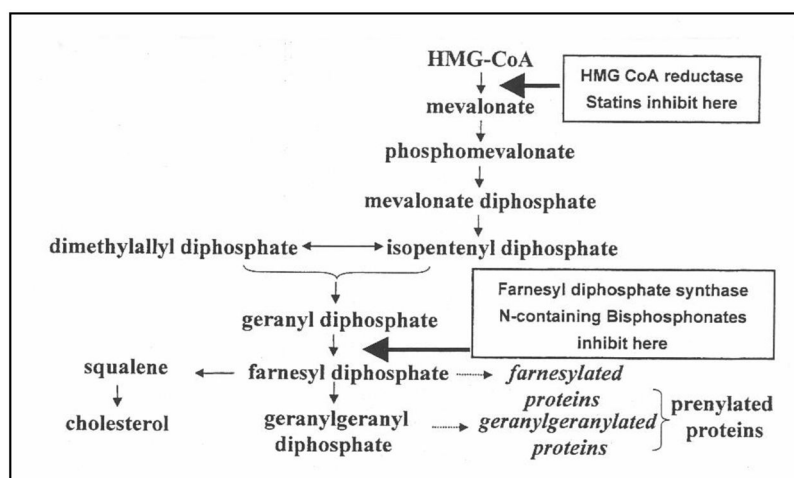 HMG-CoA
HMG CoA reductase
Statins inhibit here
mevalonate
phosphomevalonate
mevalonate diphosphate
dimethylallyl diphosphate
isopentenyl diphosphate
Farnesyl diphosphate synthase
N-containing Bisphosphonates
inhibit here
geranyl diphosphate
squalene
farnesyl diphosphate
farnesylated
proteins
cholesterol
geranylgeranyl
diphosphate
geranylgeranylated
proteins
prenylated
proteins